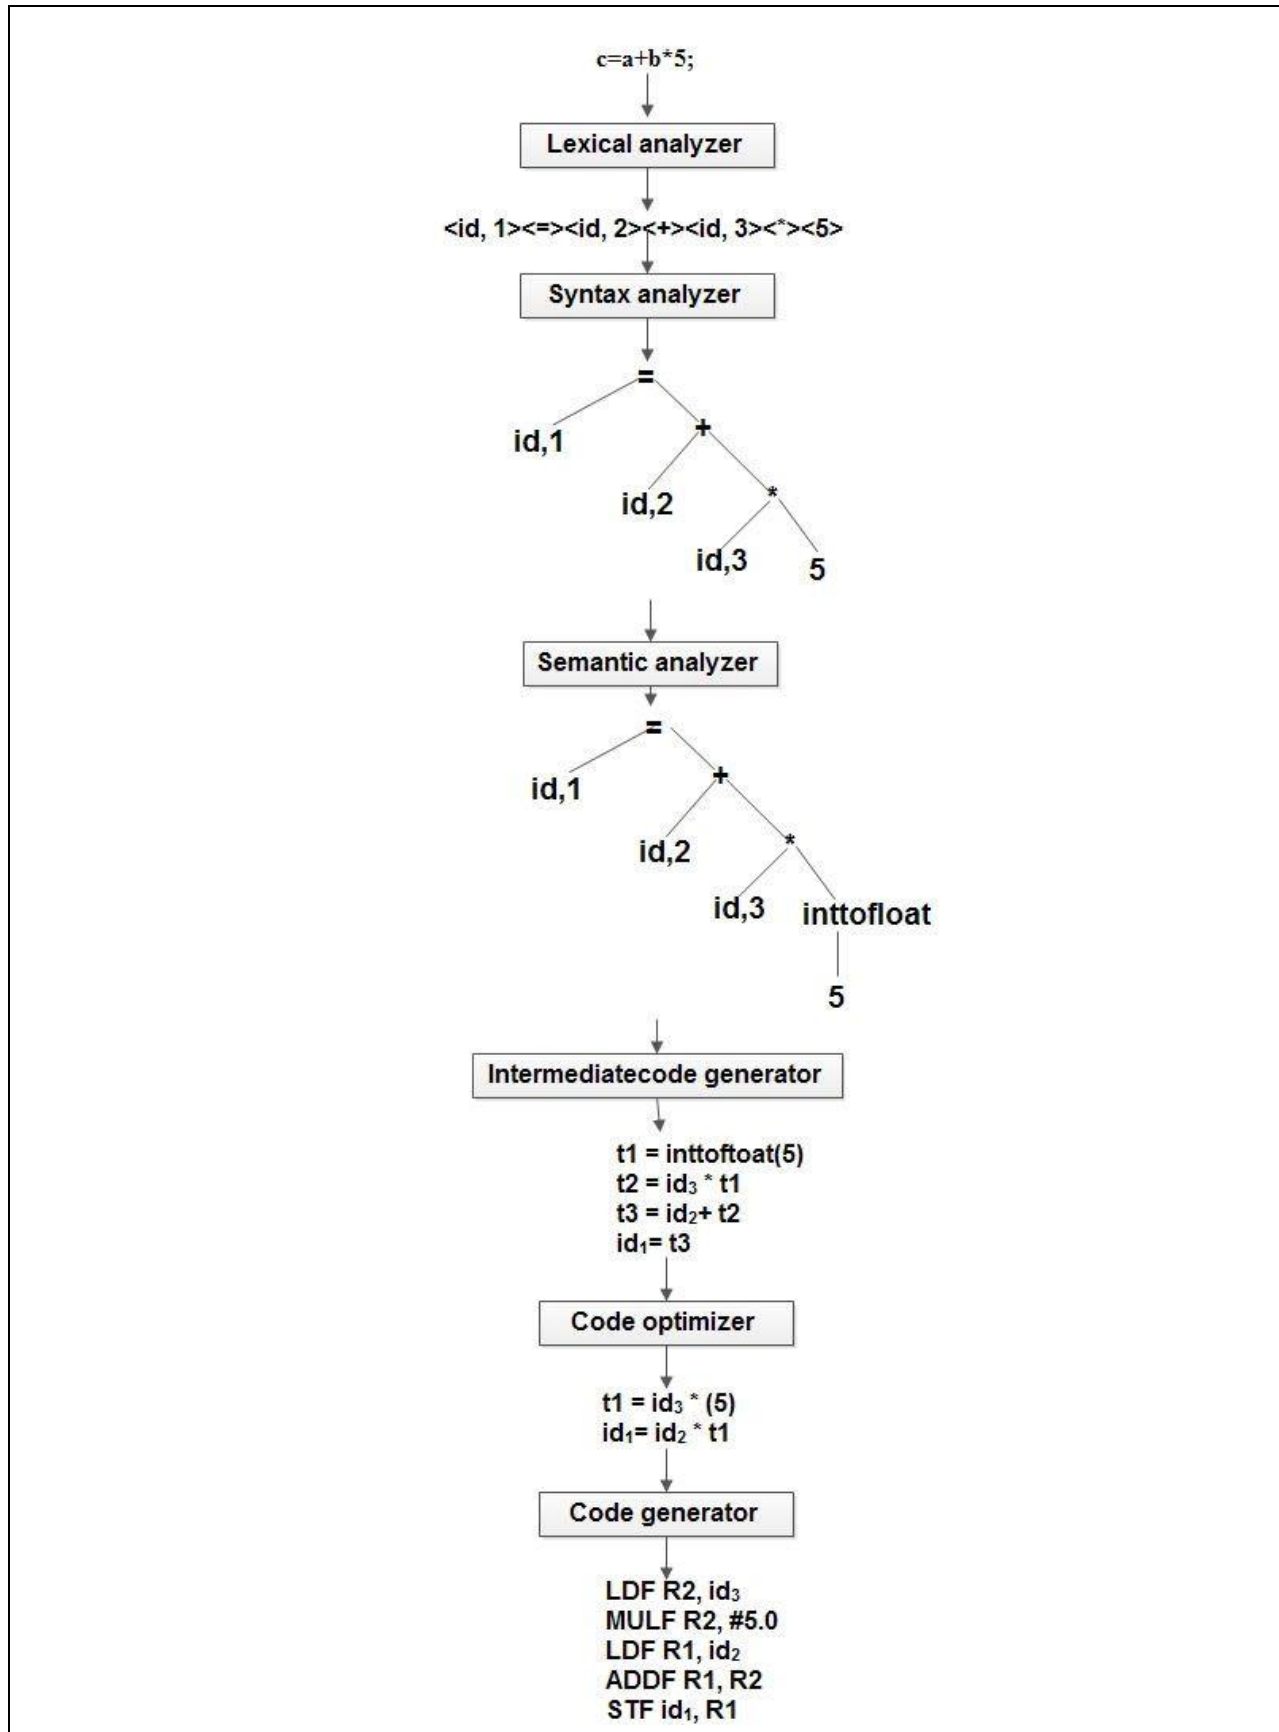 c=a+b*5;
Lexical analyzer
<id, 1><=><id, 2><+><id, 3><*><5>
Syntax analyzer
=
id,1
+
id,2
*
id,3
5
Semantic analyzer
=
id,1
+
id,2
*
id,3 inttofloat
5
Intermediatecode generator
t1 = inttoftoat(5)
t2 = id₃ * t1
t3 = id₂+ t2
id₁= t3
Code optimizer
t1 = id₃ * (5)
id₁= id₂ * t1
Code generator
LDF R2, id₃
MULF R2, #5.0
LDF R1, id₂
ADDF R1, R2
STF id₁, R1